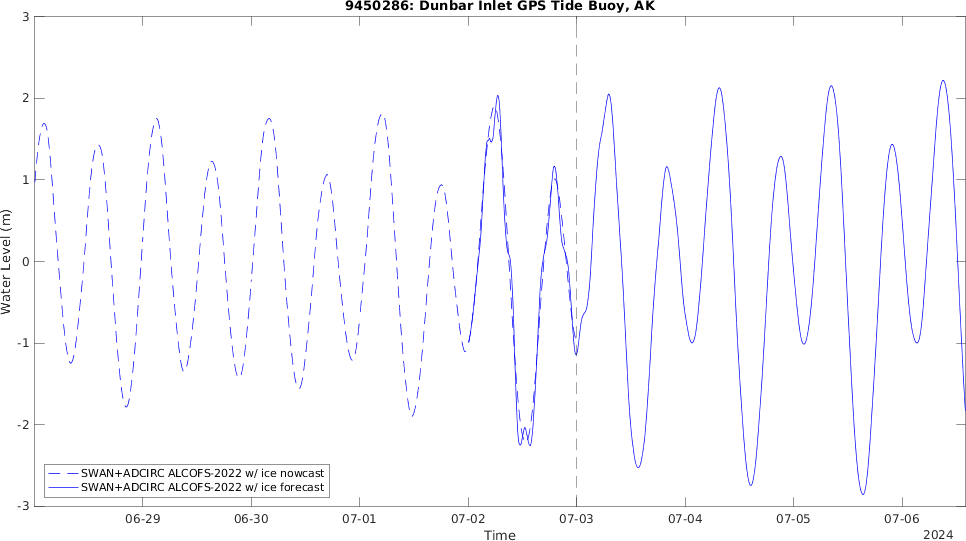 9450286: Dunbar Inlet GPS Tide Buoy, AK
3
2
1
0
-1
-2
-3
Water Level (m)
SWAN+ADCIRC ALCOFS-2022 w/ ice nowcast
SWAN+ADCIRC ALCOFS-2022 w/ ice forecast
06-29 06-30 07-01 07-02 07-03 07-04 07-05 07-06
Time
2024